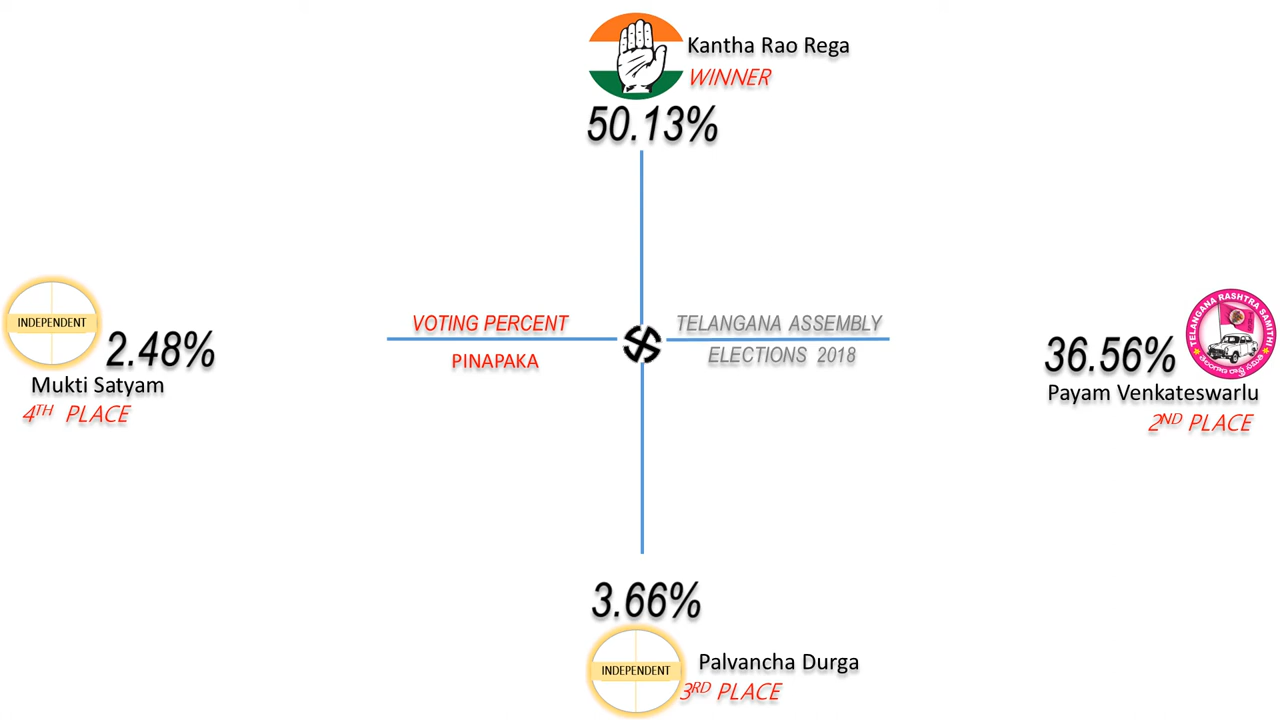 Kantha Rao Rega
WINNER
50.13%
INDEPENDENT
2.48%
Mukti Satyam
4TH PLACE
VOTING PERCENT
PINAPAKA
TELANGANA ASSEMBLY
ELECTIONS 2018
36.56%
TELANGANA RASHTRA SAMITHI
Payam Venkateswarlu
2ND PLACE
3.66%
INDEPENDENT
Palvancha Durga
3RD PLACE